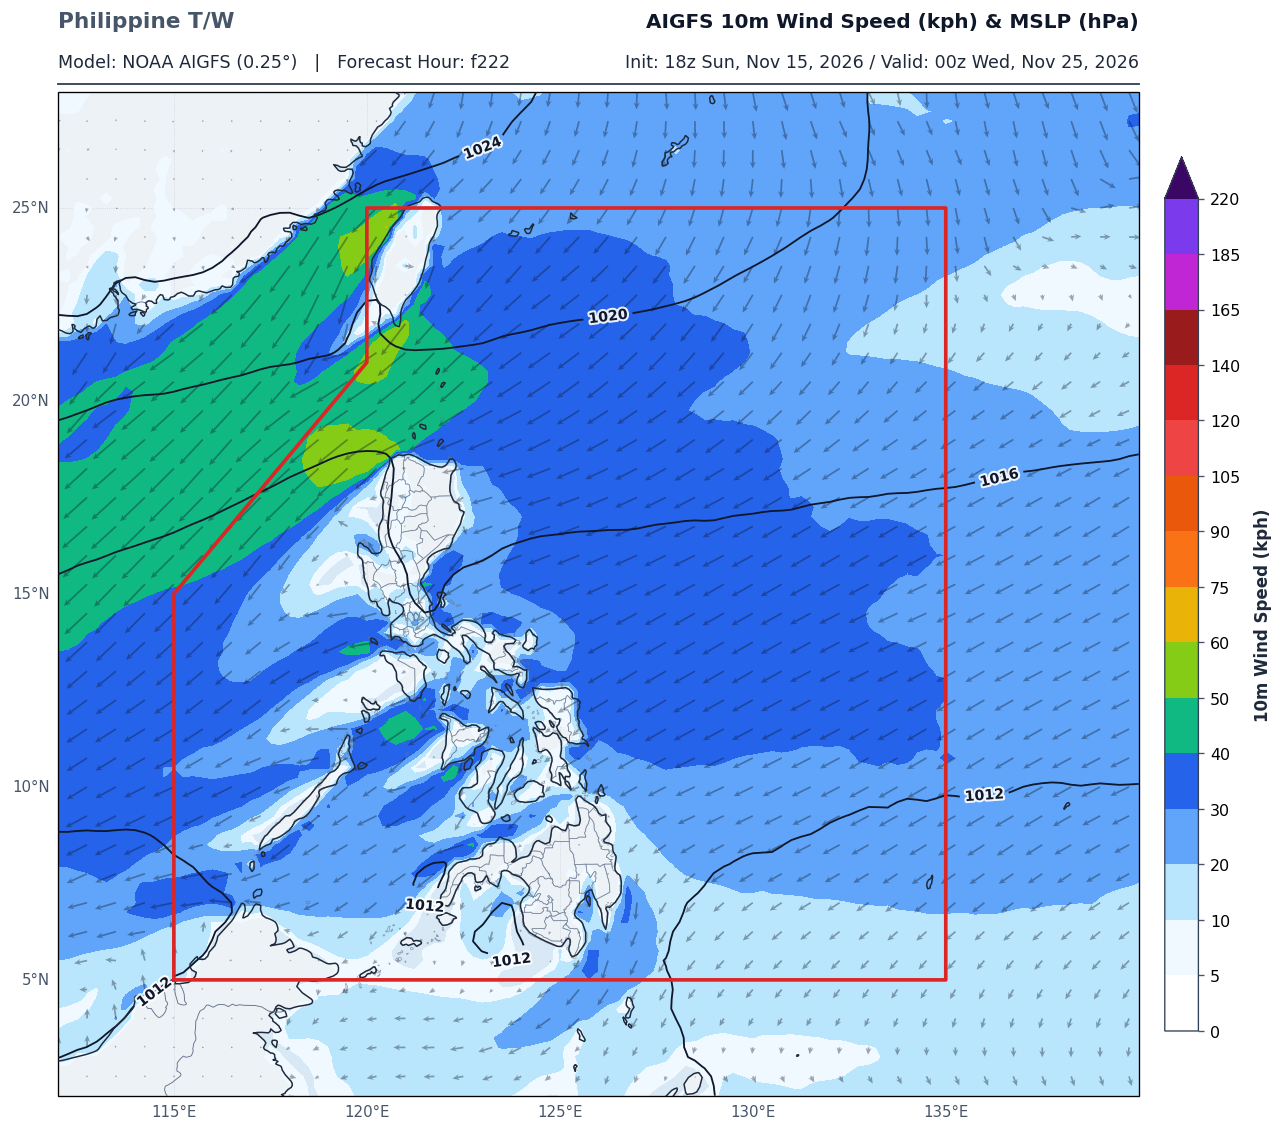 Philippine T/W
AIGFS 10m Wind Speed (kph) & MSLP (hPa)
Model: NOAA AIGFS (0.25°) | Forecast Hour: f222
Init: 18z Sun, Nov 15, 2026 / Valid: 00z Wed, Nov 25, 2026
1024
1020
1016
1012
1012
1012
1012
25°N
20°N
15°N
10°N
5°N
115°E
120°E
125°E
130°E
135°E
220
185
165
140
120
105
90
75
60
50
40
30
20
10
5
0
10m Wind Speed (kph)